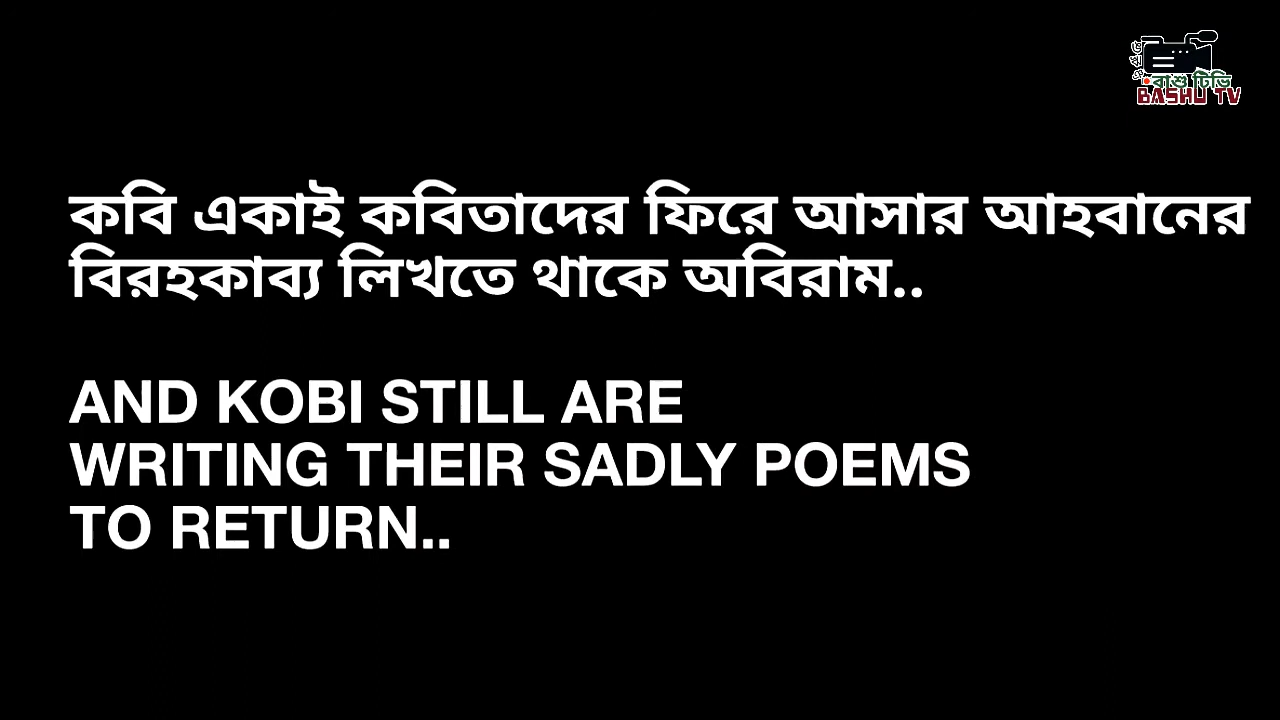 বাশু টিভি
BASHU TV
কবি একাই কবিতাদের ফিরে আসার আহবানের
বিরহকাব্য লিখতে থাকে অবিরাম..
AND KOBI STILL ARE
WRITING THEIR SADLY POEMS
TO RETURN..